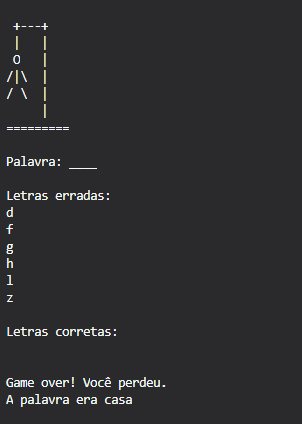 +---+
 |   |
 O   |
/|\  |
/ \  |
     |
=========
Palavra: ____
Letras erradas:
d
f
g
h
l
z
Letras corretas:
Game over! Você perdeu.
A palavra era casa